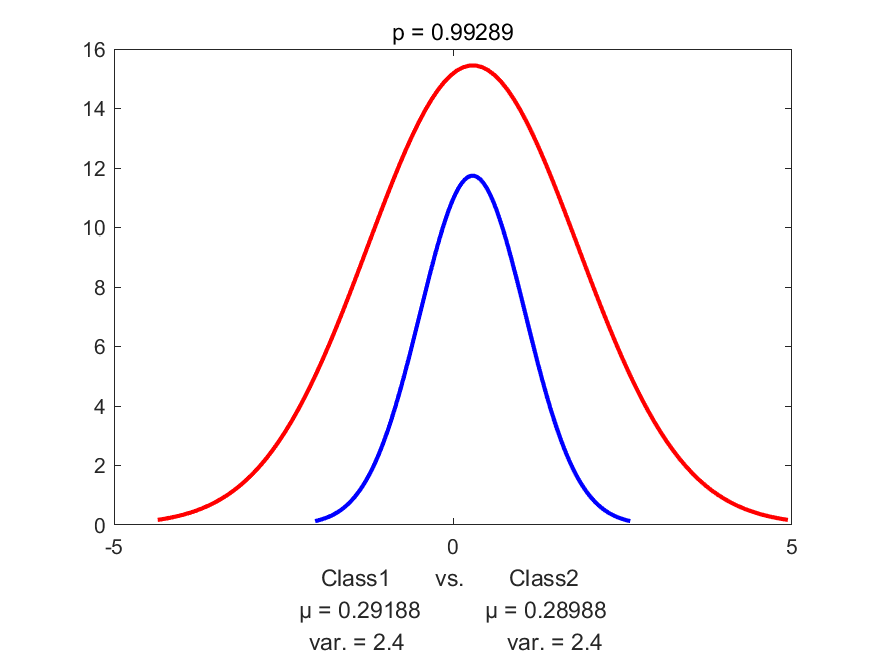 p = 0.99289
16
14
12
10
8
6
4
2
0
-5 0 5
Class1 vs. Class2
μ = 0.29188 μ = 0.28988
var. = 2.4 var. = 2.4